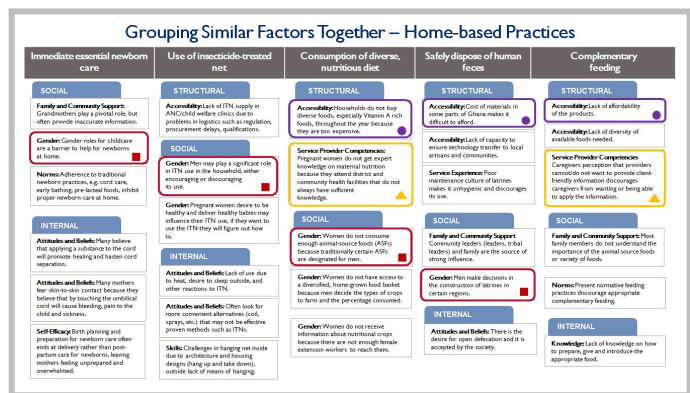 Grouping Similar Factors Together – Home-based Practices
Immediate essential newborn
care
SOCIAL
Family and Community Support:
Grandmothers play a pivotal role, but
often provide inaccurate information.
Gender: Gender roles for childcare
are a barrier to help for newborns
at home.
Norms: Adherence to traditional
newborn practices, e.g. cord care,
early bathing, pre-lacteal foods, inhibit
proper newborn care at home.
INTERNAL
Attitudes and Beliefs: Many believe
that applying a substance to the cord
will promote healing and hasten cord
separation.
Attitudes and Beliefs: Many mothers
fear skin-to-skin contact because they
believe that by touching the umbilical
cord will cause bleeding, pain to the
child and sickness.
Self-Efficacy: Birth planning and
preparation for newborn care often
ends at delivery rather than post-
partum care for newborns, leaving
mothers feeling unprepared and
overwhelmed.
Use of insecticide-treated
net
STRUCTURAL
Accessibility: Lack of ITN supply in
ANC/child welfare clinics due to
problems in logistics such as regulation,
procurement delays, qualifications.
SOCIAL
Gender: Men may play a significant role
in ITN use in the household, either
encouraging or discouraging
its use.
Gender: Pregnant women desire to be
healthy and deliver healthy babies-may
influence their ITN use, if they want to
use the ITN-they will figure out how
to.
INTERNAL
Attitudes and Beliefs: Lack of use due
to heat, desire to sleep outside, and
other reactions to ITN.
Attitudes and Beliefs: Often look for
more convenient alternatives (coil,
sprays, etc.) that may not be effective
proven methods such as ITNs.
Skills: Challenges in hanging net inside
due to architecture and housing
designs (hang up and take down),
outside lack of means of hanging.
Consumption of diverse,
nutritious diet
STRUCTURAL
Accessibility: Households do not buy
diverse foods, especially Vitamin A rich
foods, throughout the year because
they are too expensive.
Service Provider Competencies:
Pregnant women do not get expert
knowledge on maternal nutrition
because they attend district and
community health facilities that do not
always have sufficient
knowledge.
SOCIAL
Gender: Women do not consume
enough animal-source foods (ASFs)
because traditionally certain ASFs
are designated for men.
Gender: Women do not have access to
a diversified, home-grown food basket
because men decide the types of crops
to farm and the percentage consumed.
Gender: Women do not receive
information about nutritional crops
because there are not enough female
extension workers to reach them.
Safely dispose of human
feces
STRUCTURAL
Accessibility: Cost of materials in
some parts of Ghana makes it
difficult to afford.
Accessibility: Lack of capacity to
ensure technology transfer to local
artisans and communities.
Service Experience: Poor
maintenance culture of latrines
makes it unhygienic and discourages
its use.
SOCIAL
Family and Community Support:
Community leaders (leaders, tribal
leaders) and family are the source of
strong influence.
Gender: Men make decisions in
the construction of latrines in
certain regions.
INTERNAL
Attitudes and Beliefs: There is the
desire for open defecation and it is
accepted by the society.
Complementary
feeding
STRUCTURAL
Accessibility: Lack of affordability
of the products.
Accessibility: Lack of diversity of
available foods needed.
Service Provider Competencies
Caregivers perception that providers
cannot/do not want to provide client-
friendly information discourages
caregivers from wanting or being able
to apply the information.
SOCIAL
Family and Community Support: Most
family members do not understand the
importance of the animal source foods
or variety of foods.
Norms: Present normative feeding
practices discourage appropriate
complementary feeding.
INTERNAL
Knowledge: Lack of knowledge on how
to prepare, give and introduce the
appropriate food.